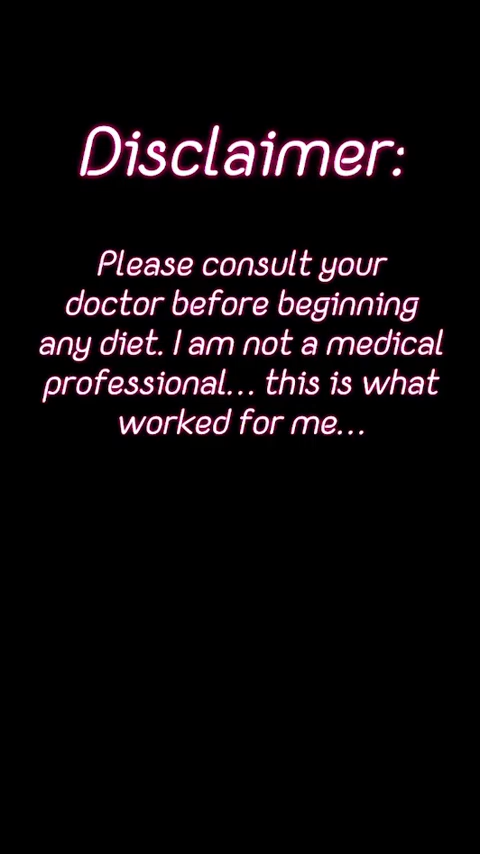 Disclaimer:
Please consult your
doctor before beginning
any diet. I am not a medical
professional... this is what
worked for me...